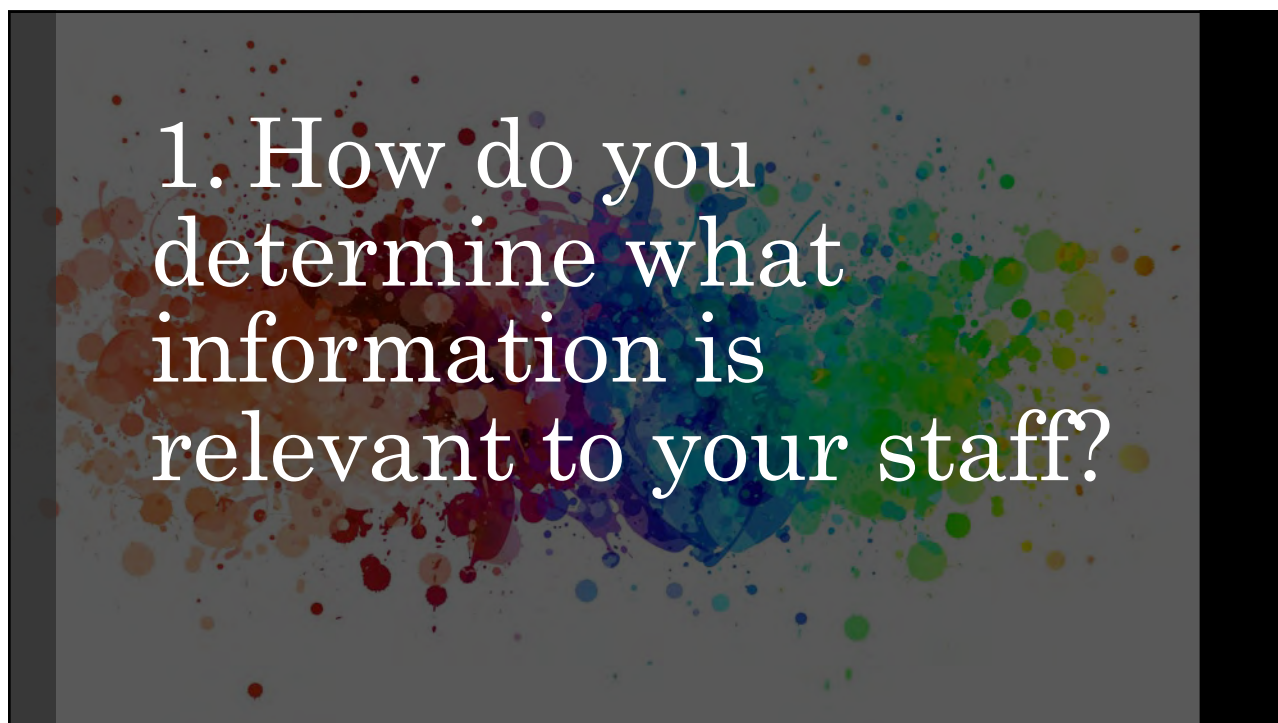 1. How do you
determine what
information is
relevant to your staff?